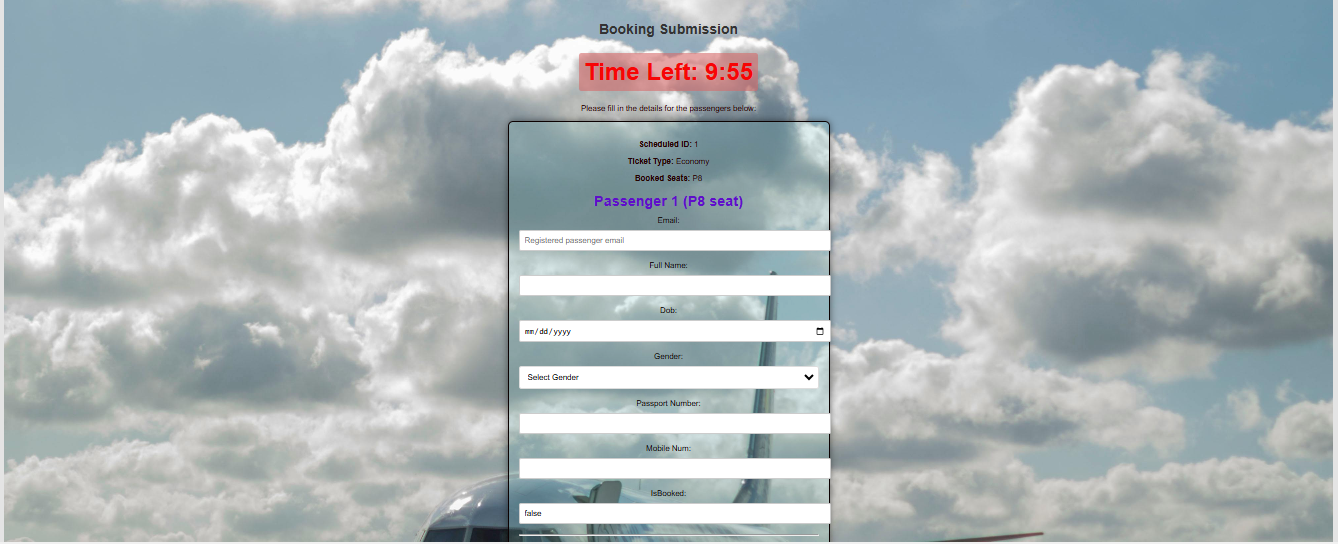 Booking Submission
Time Left: 9:55
Please fill in the details for the passengers below:
Scheduled ID: 1
Ticket Type: Economy
Booked Seats: P8
Passenger 1 (P8 seat)
Email:
Registered passenger email
Full Name:
Dob:
mm/dd/yyyy
Gender:
Select Gender
Passport Number:
Mobile Num:
IsBooked:
false